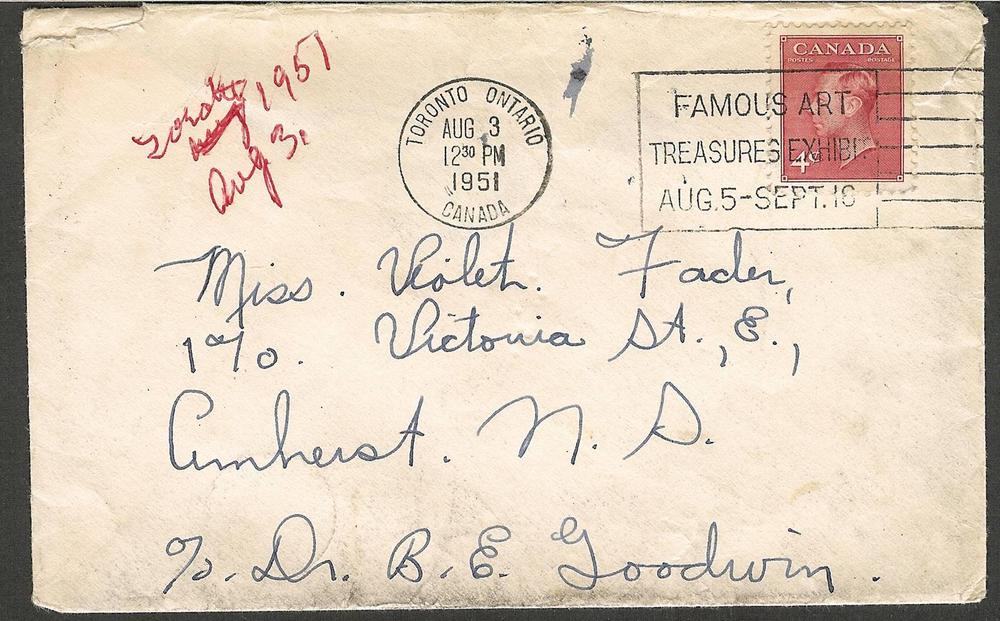 Toronto 1951
Aug 3.
TORONTO ONTARIO
AUG 3
12³⁰ PM
1951
CANADA
FAMOUS ART
TREASURES EXHIBI
AUG.5-SEPT.16
CANADA
POSTES POSTAGE
4¢
Miss. Violet. Fader,
Victoria St., E.,
Amherst. N. S.
c/o. Dr. B. E. Goodwin.